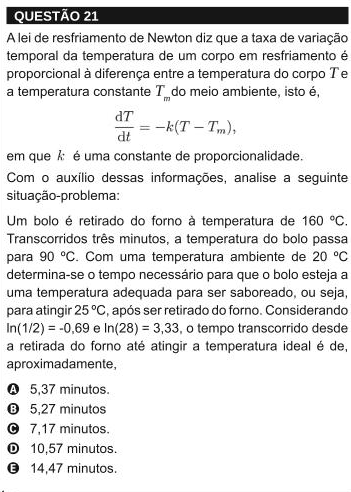 QUESTÃO 21
A lei de resfriamento de Newton diz que a taxa de variação
temporal da temperatura de um corpo em resfriamento é
proporcional à diferença entre a temperatura do corpo T e
a temperatura constante T_m do meio ambiente, isto é,
dT/dt = -k(T - T_m),
em que k é uma constante de proporcionalidade.
Com o auxílio dessas informações, analise a seguinte
situação-problema:
Um bolo é retirado do forno à temperatura de 160 ºC.
Transcorridos três minutos, a temperatura do bolo passa
para 90 ºC. Com uma temperatura ambiente de 20 ºC
determina-se o tempo necessário para que o bolo esteja a
uma temperatura adequada para ser saboreado, ou seja,
para atingir 25 ºC, após ser retirado do forno. Considerando
ln(1/2) = -0,69 e ln(28) = 3,33, o tempo transcorrido desde
a retirada do forno até atingir a temperatura ideal é de,
aproximadamente,
A 5,37 minutos.
B 5,27 minutos
C 7,17 minutos.
D 10,57 minutos.
E 14,47 minutos.